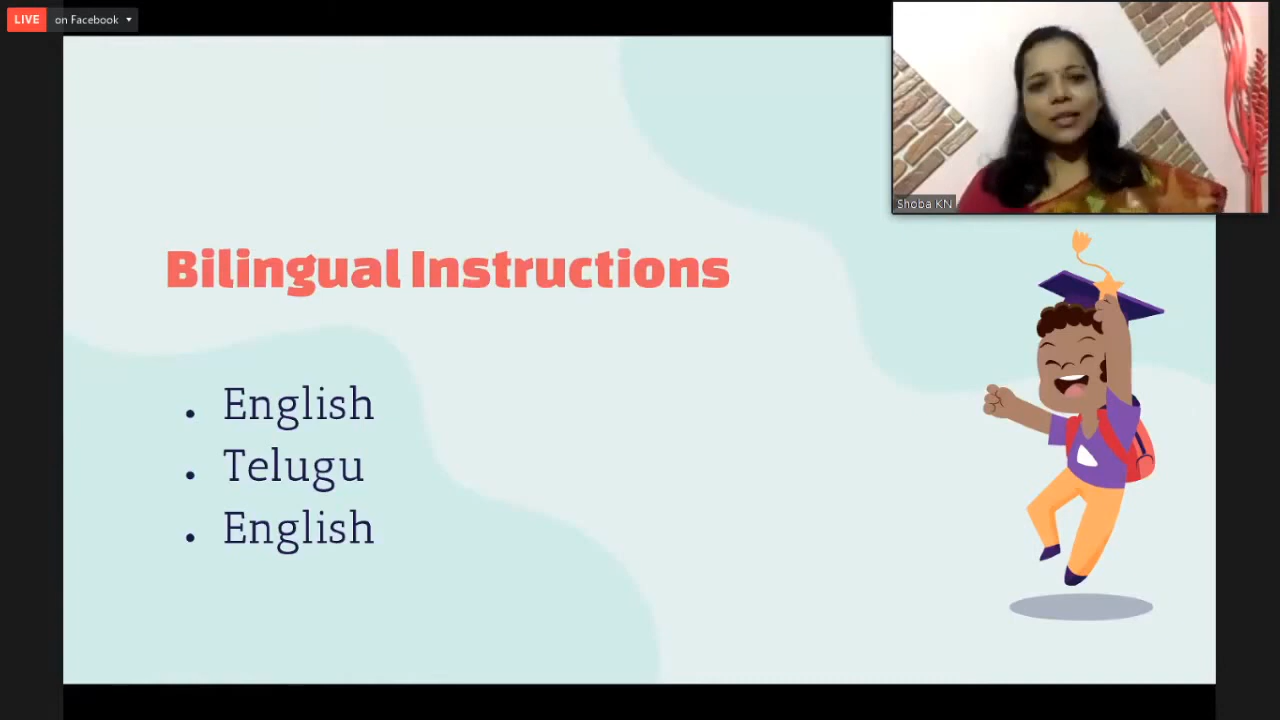 LIVE on Facebook
Shoba KN
Bilingual Instructions
. English
. Telugu
. English